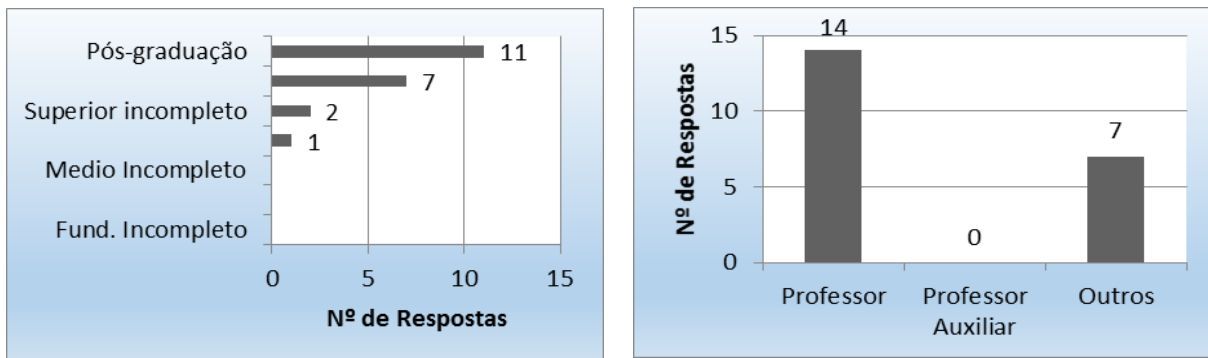 Pós-graduação
11
7
Superior incompleto
2
1
Medio Incompleto
Fund. Incompleto
0 5 10 15
Nº de Respostas
Nº de Respostas
15
10
5
0
14
0
7
Professor
Professor Auxiliar
Outros